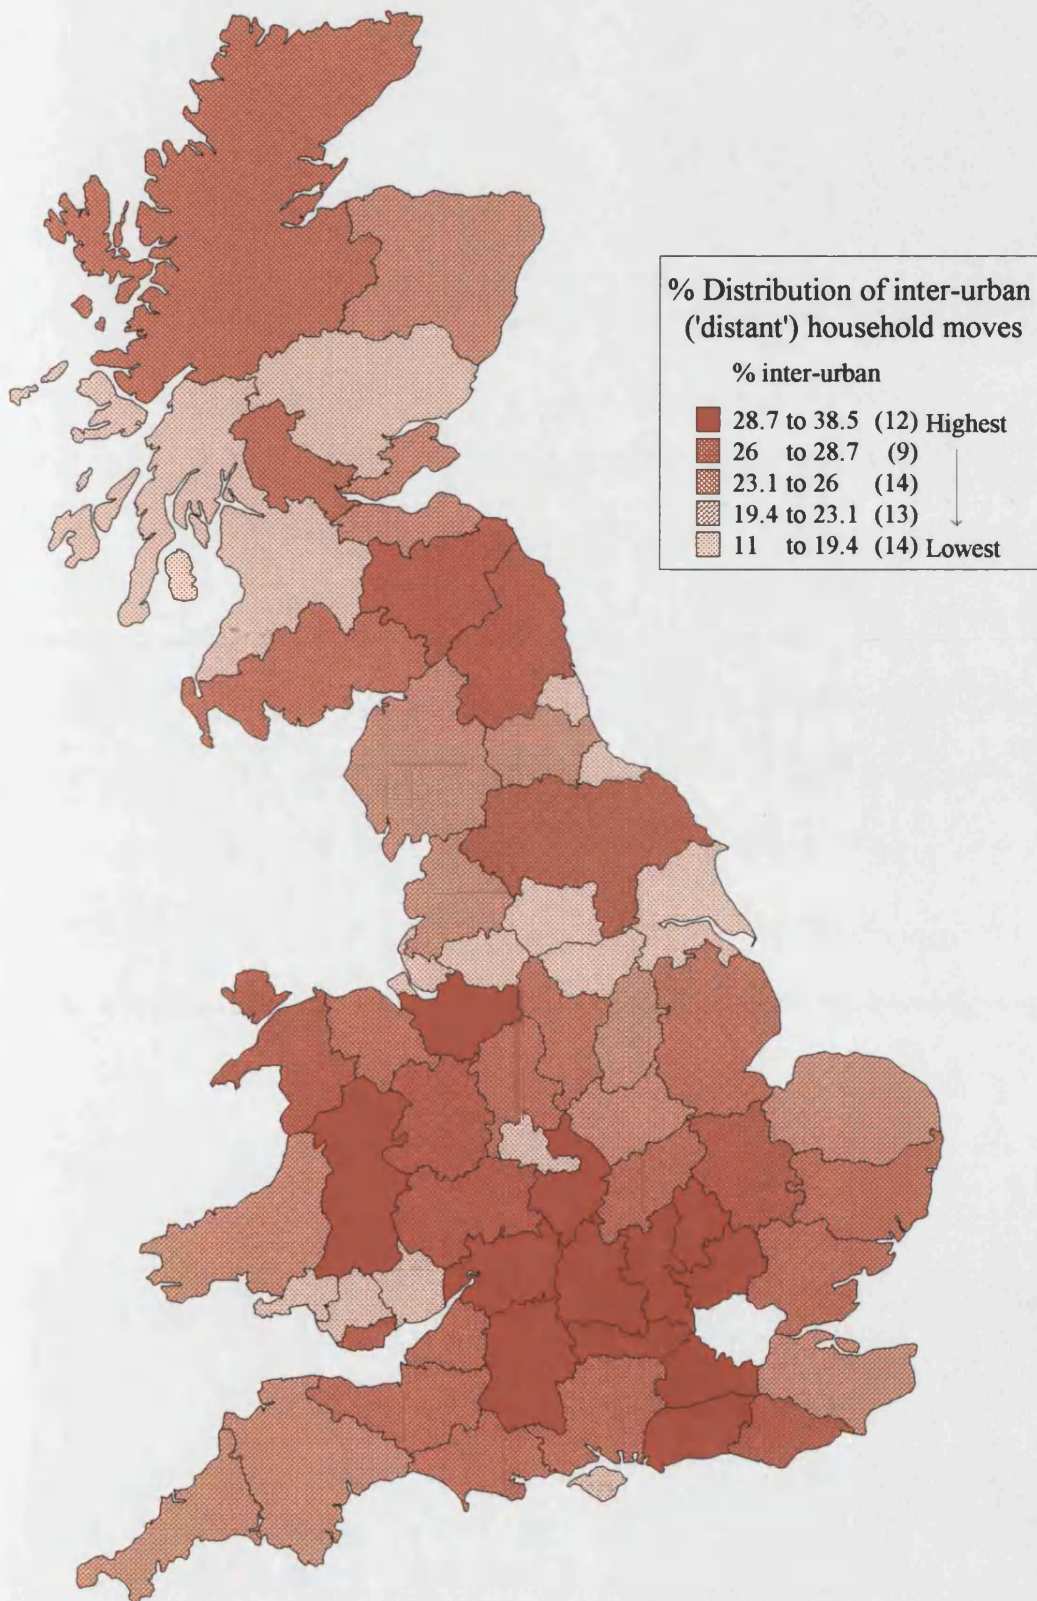 % Distribution of inter-urban
('distant') household moves
% inter-urban
28.7 to 38.5 (12) Highest
26 to 28.7 (9)
23.1 to 26 (14)
19.4 to 23.1 (13)
11 to 19.4 (14) Lowest